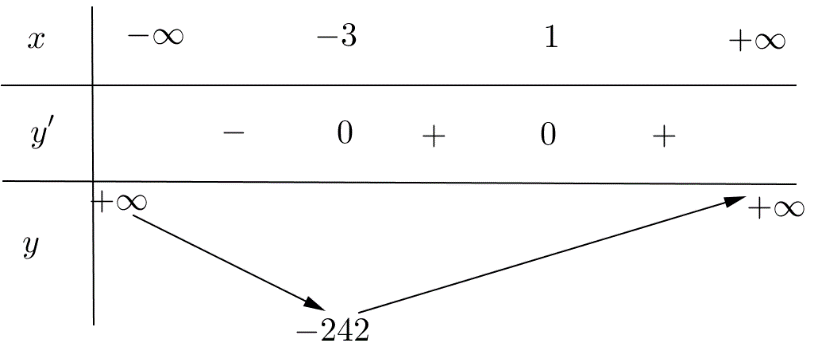 x −∞ −3 1 +∞
y′ − 0 + 0 +
+∞ +∞
y
−242